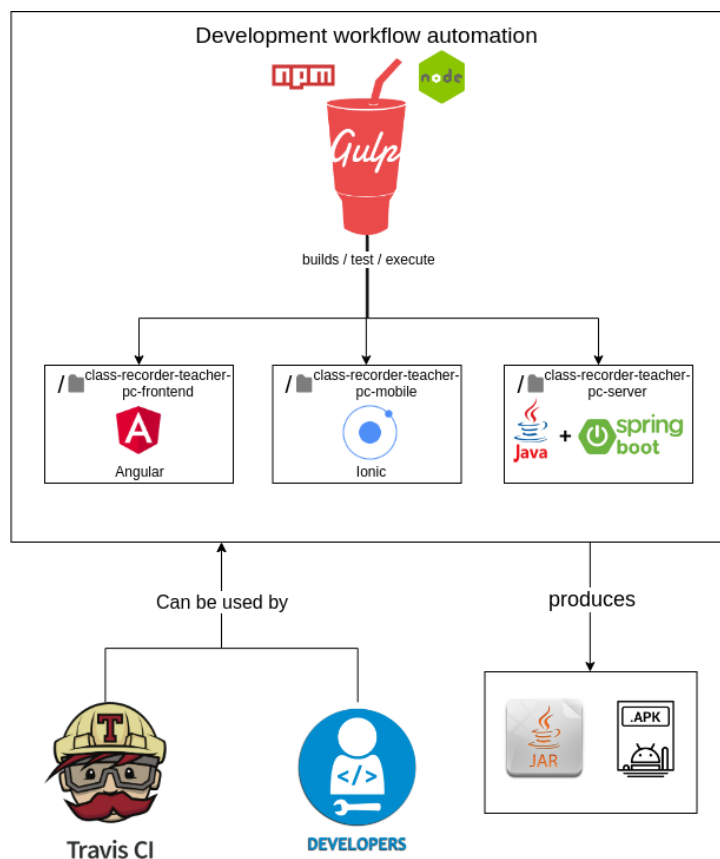 Development workflow automation
npm
node
Gulp
builds / test / execute
/ class-recorder-teacher-
pc-frontend
Angular
/ class-recorder-teacher-
pc-mobile
Ionic
/ class-recorder-teacher-
pc-server
Java
+
spring
boot
Can be used by
produces
T
Travis CI
</>
DEVELOPERS
JAR
.APK